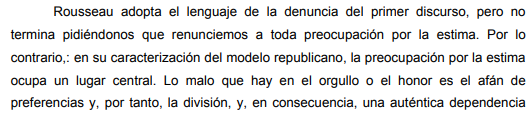 Rousseau adopta el lenguaje de la denuncia del primer discurso, pero no
termina pidiéndonos que renunciemos a toda preocupación por la estima. Por lo
contrario,: en su caracterización del modelo republicano, la preocupación por la estima
ocupa un lugar central. Lo malo que hay en el orgullo o el honor es el afán de
preferencias y, por tanto, la división, y, en consecuencia, una auténtica dependencia